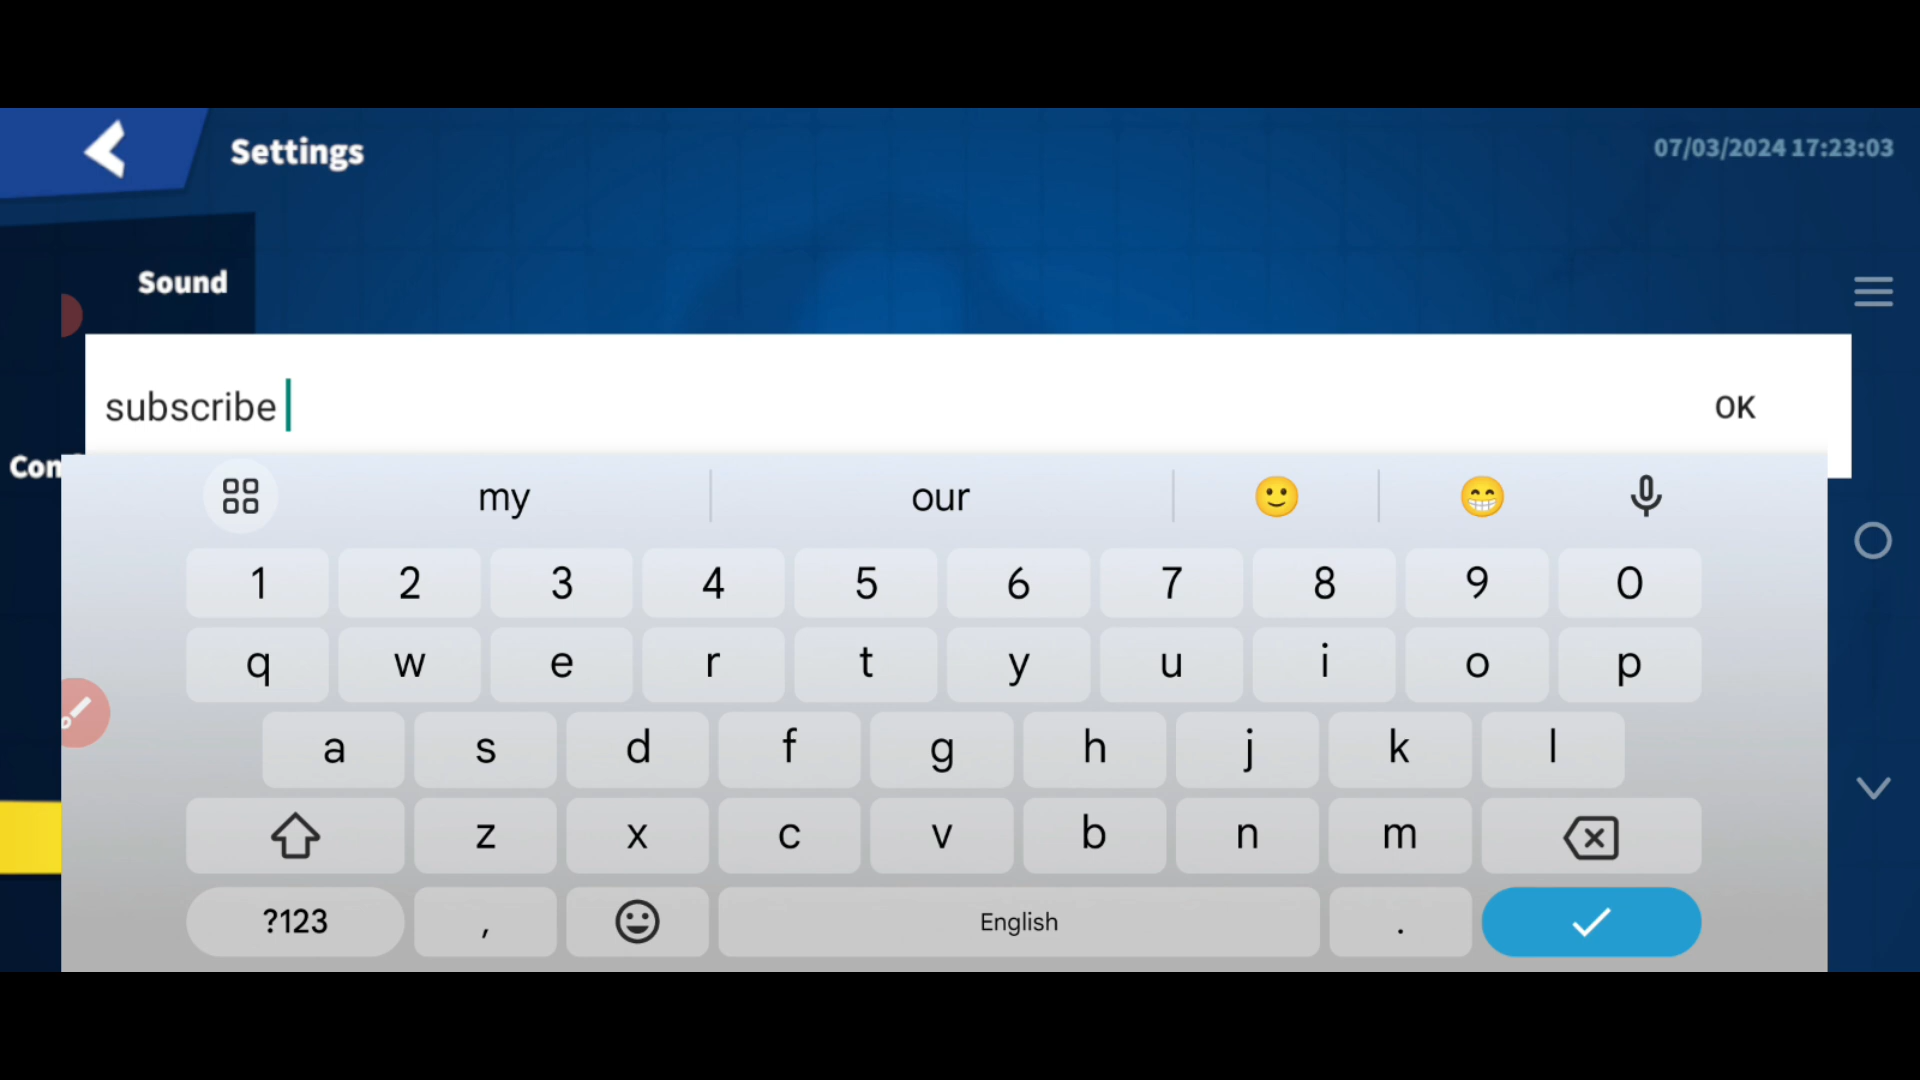 Settings
07/03/2024 17:23:03
Sound
subscribe
OK
my our
1 2 3 4 5 6 7 8 9 0
q w e r t y u i o p
a s d f g h j k l
z x c v b n m
?123 , English .